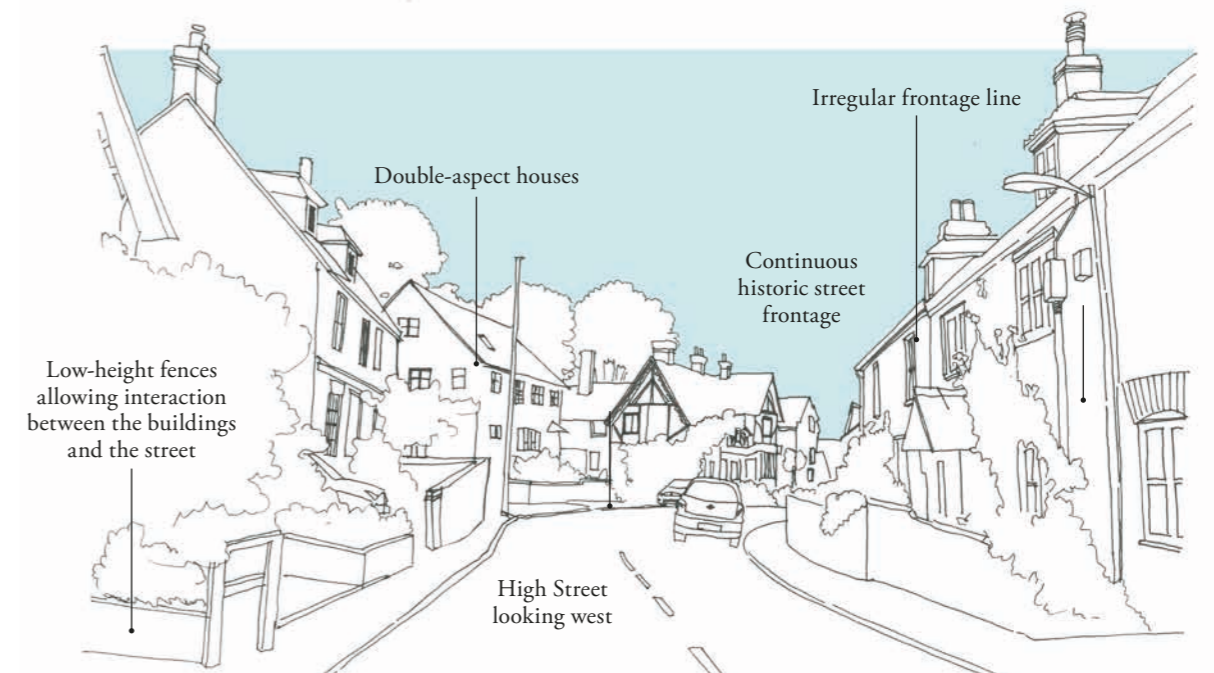 Irregular frontage line
Double-aspect houses
Continuous
historic street
frontage
Low-height fences
allowing interaction
between the buildings
and the street
High Street
looking west